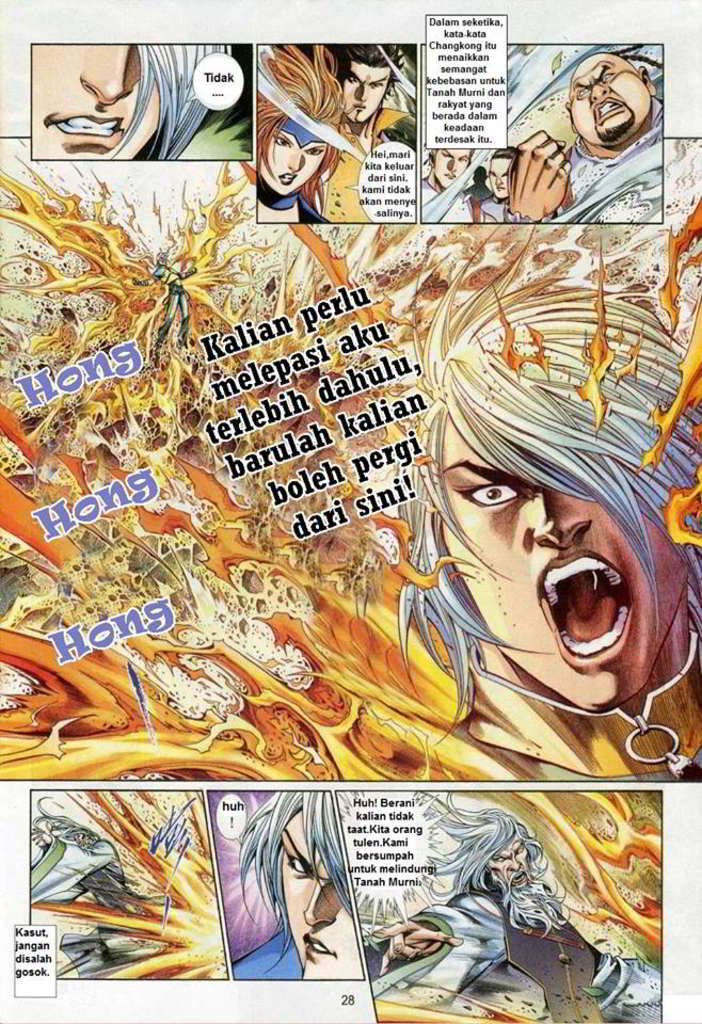 Tidak
....
Hei,mari
kita keluar
dari sini.
kami tidak
akan menye
-salinya.
Dalam seketika,
kata-kata
Changkong itu
menaikkan
semangat
kebebasan untuk
Tanah Murni dan
rakyat yang
berada dalam
keadaan
terdesak itu.
Kalian perlu
melepasi aku
terlebih dahulu,
barulah kalian
boleh pergi
dari sini!
Hong
Hong
Hong
Kasut,
jangan
disalah
gosok.
huh
!
Huh! Berani
kalian tidak
taat.Kita orang
tulen.Kami
bersumpah
untuk melindungi
Tanah Murni.
28